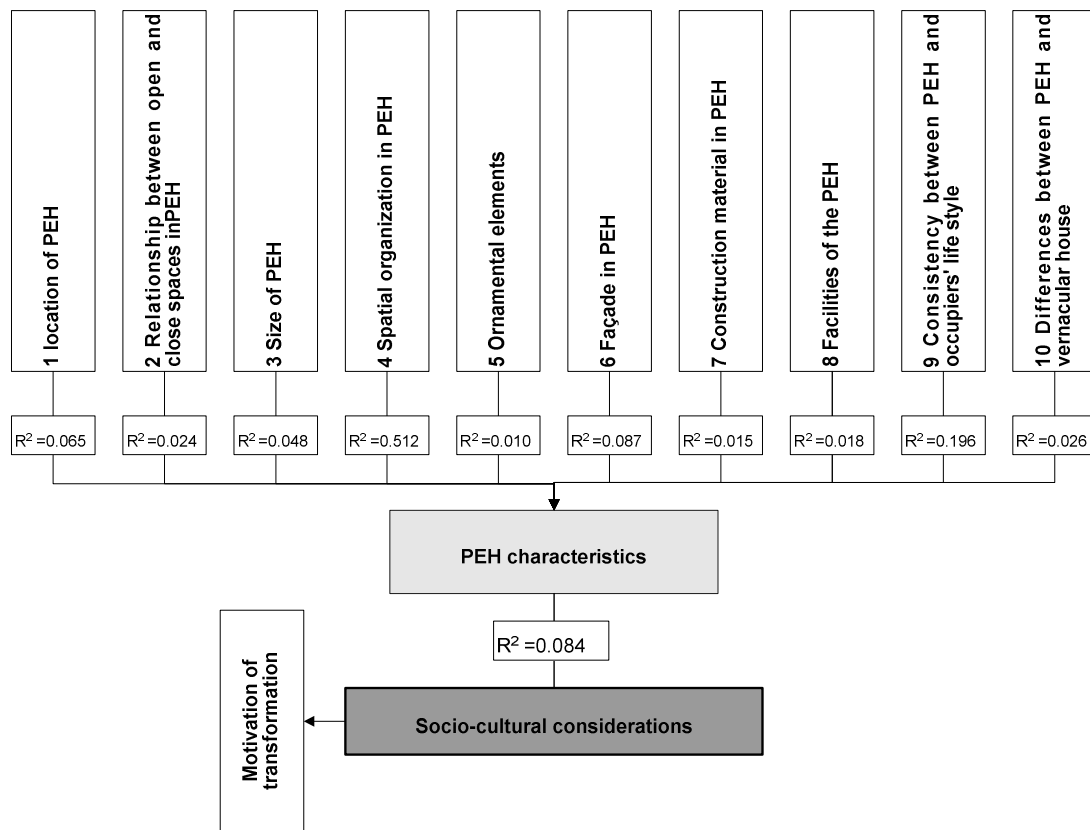 1 location of PEH
2 Relationship between open and
close spaces inPEH
3 Size of PEH
4 Spatial organization in PEH
5 Ornamental elements
6 Façade in PEH
7 Construction material in PEH
8 Facilities of the PEH
9 Consistency between PEH and
occupiers' life style
10 Differences between PEH and
vernacular house
R² =0.065
R² =0.024
R² =0.048
R² =0.512
R² =0.010
R² =0.087
R² =0.015
R² =0.018
R² =0.196
R² =0.026
PEH characteristics
R² =0.084
Motivation of
transformation
Socio-cultural considerations